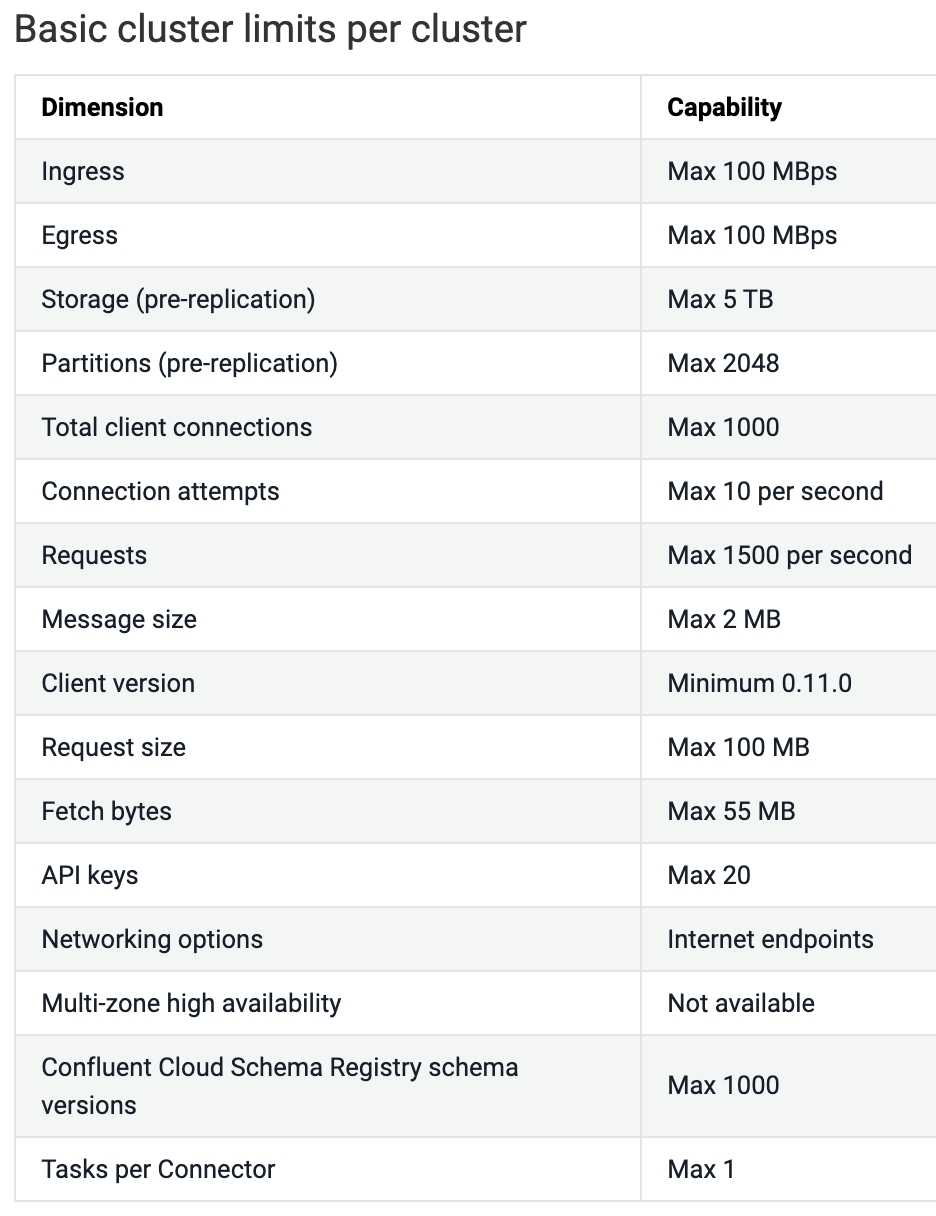 Basic cluster limits per cluster
Dimension Capability
Ingress Max 100 MBps
Egress Max 100 MBps
Storage (pre-replication) Max 5 TB
Partitions (pre-replication) Max 2048
Total client connections Max 1000
Connection attempts Max 10 per second
Requests Max 1500 per second
Message size Max 2 MB
Client version Minimum 0.11.0
Request size Max 100 MB
Fetch bytes Max 55 MB
API keys Max 20
Networking options Internet endpoints
Multi-zone high availability Not available
Confluent Cloud Schema Registry schema
versions Max 1000
Tasks per Connector Max 1